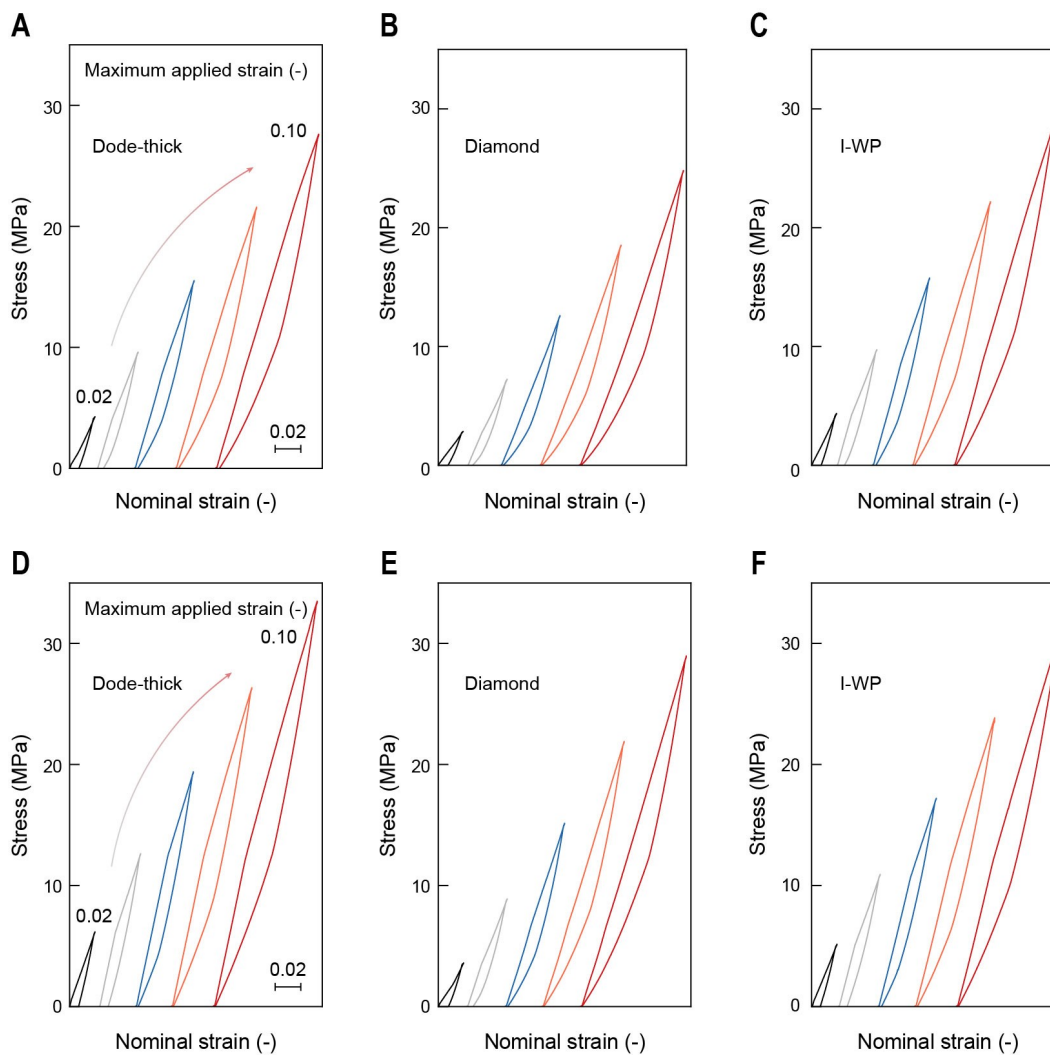 A
Maximum applied strain (-)
30
0.10
Dode-thick
20
Stress (MPa)
10
0.02
0.02
0
Nominal strain (-)
B
30
Diamond
20
Stress (MPa)
10
0
Nominal strain (-)
C
30
I-WP
20
Stress (MPa)
10
0
Nominal strain (-)
D
Maximum applied strain (-)
30
0.10
Dode-thick
20
Stress (MPa)
10
0.02
0.02
0
Nominal strain (-)
E
30
Diamond
20
Stress (MPa)
10
0
Nominal strain (-)
F
30
I-WP
20
Stress (MPa)
10
0
Nominal strain (-)